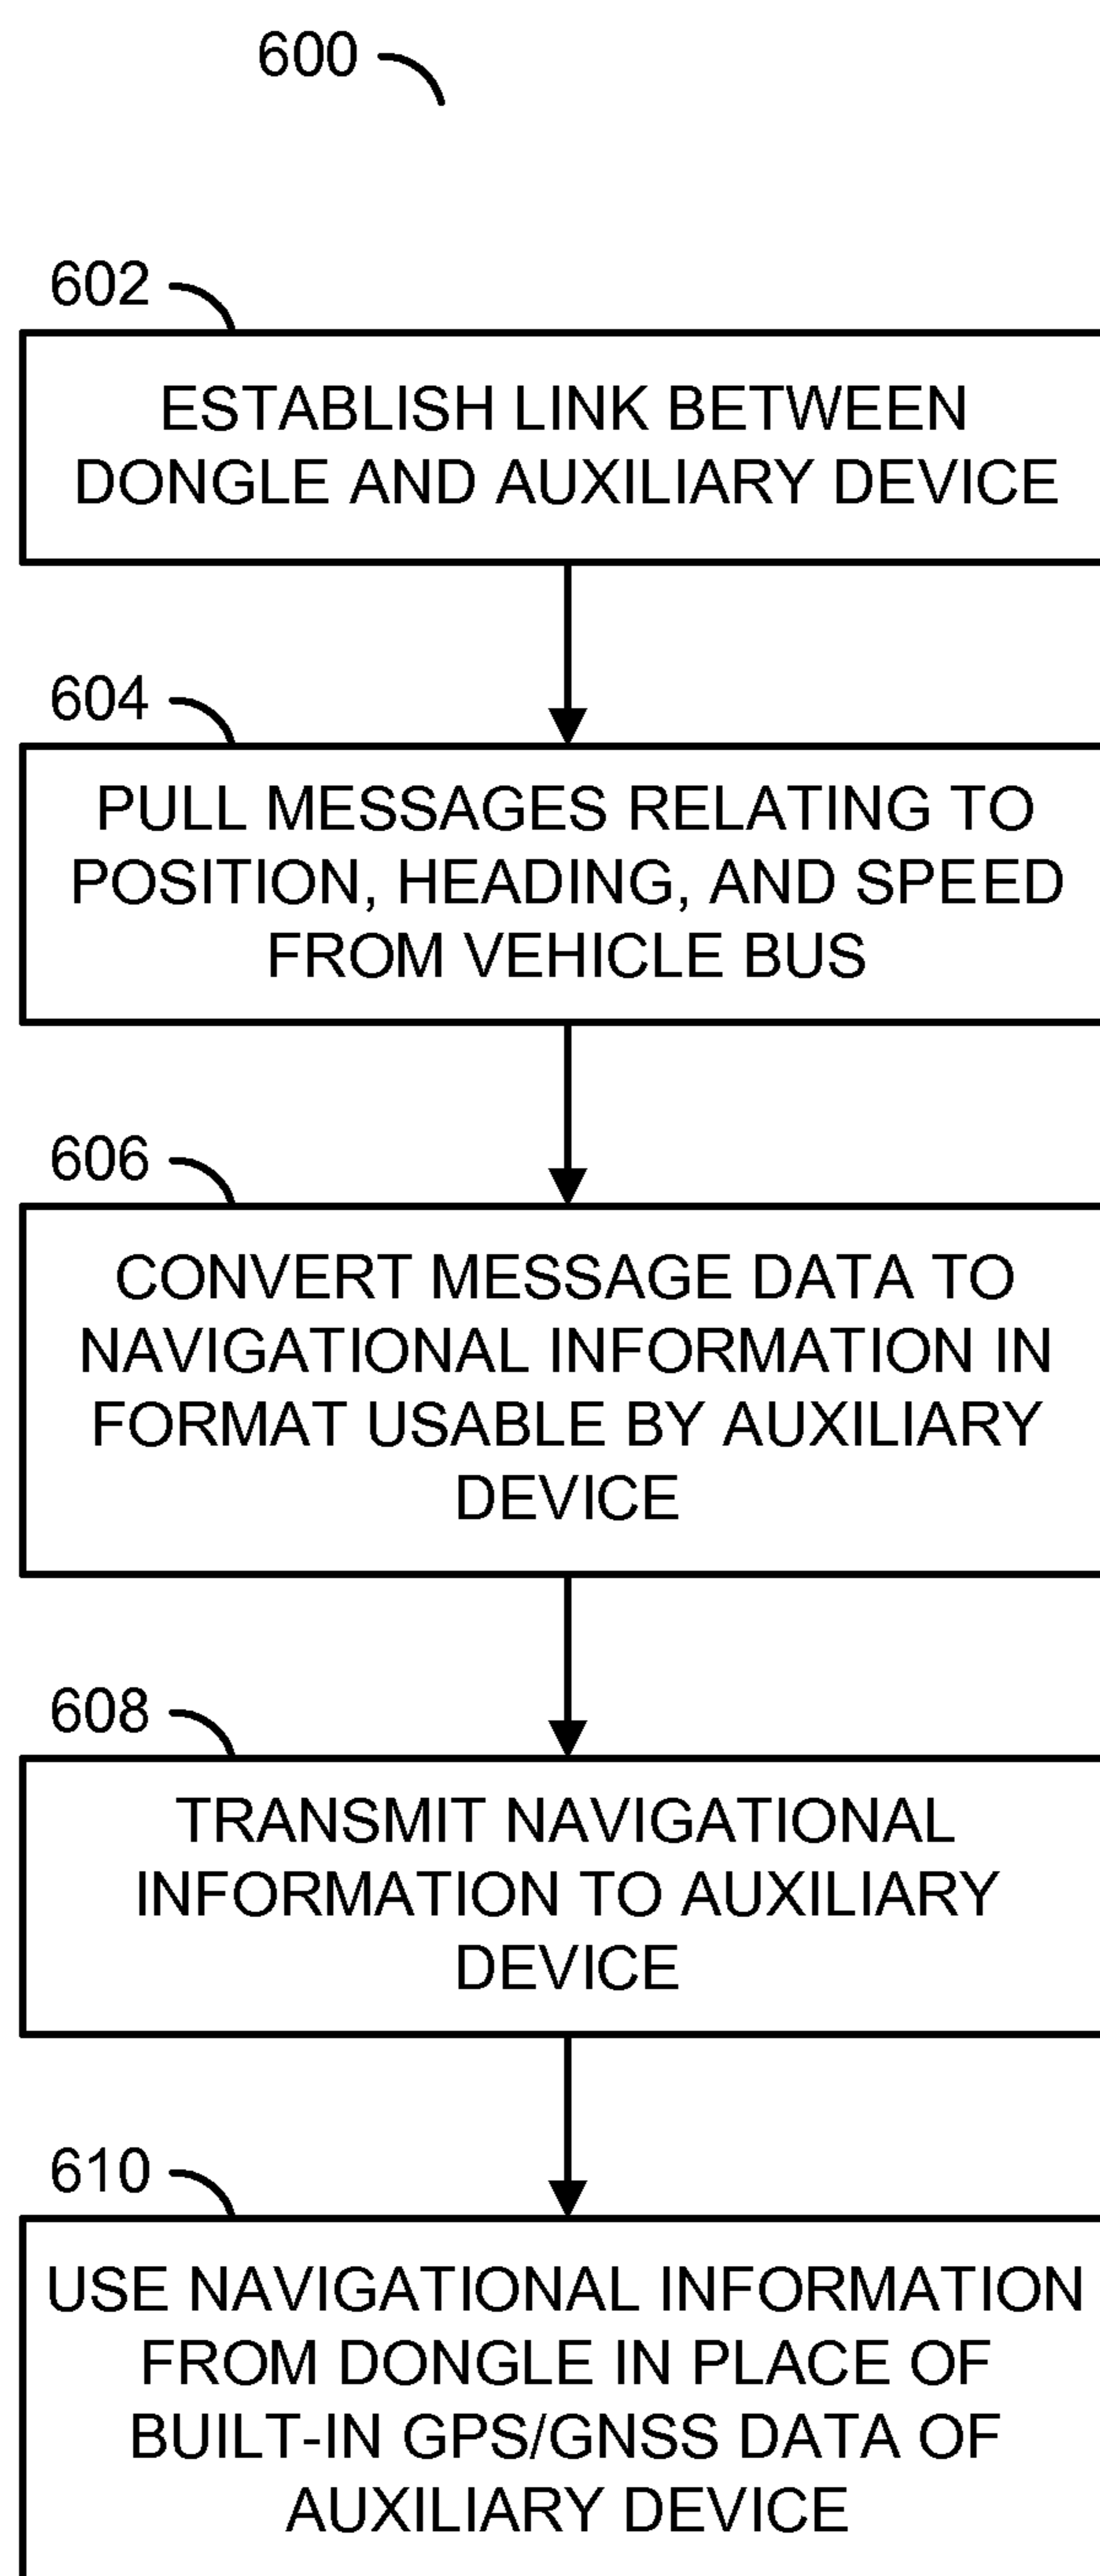 600
602
ESTABLISH LINK BETWEEN
DONGLE AND AUXILIARY DEVICE
604
PULL MESSAGES RELATING TO
POSITION, HEADING, AND SPEED
FROM VEHICLE BUS
606
CONVERT MESSAGE DATA TO
NAVIGATIONAL INFORMATION IN
FORMAT USABLE BY AUXILIARY
DEVICE
608
TRANSMIT NAVIGATIONAL
INFORMATION TO AUXILIARY
DEVICE
610
USE NAVIGATIONAL INFORMATION
FROM DONGLE IN PLACE OF
BUILT-IN GPS/GNSS DATA OF
AUXILIARY DEVICE